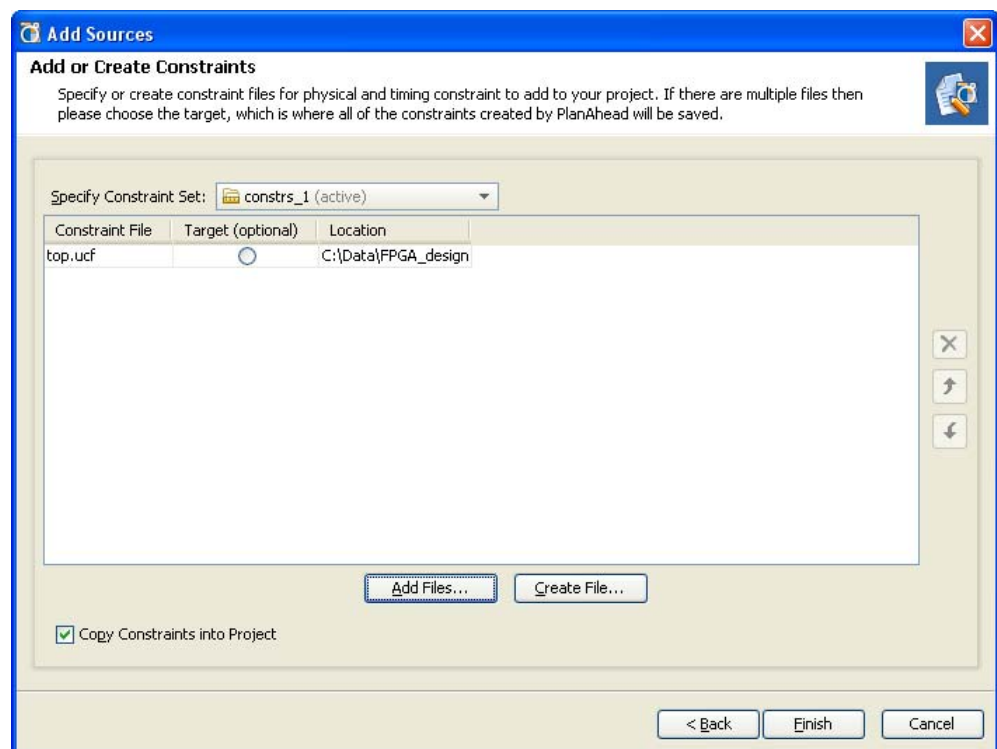 Add Sources
Add or Create Constraints
Specify or create constraint files for physical and timing constraint to add to your project. If there are multiple files then
please choose the target, which is where all of the constraints created by PlanAhead will be saved.
Specify Constraint Set: constrs_1 (active)
Constraint File Target (optional) Location
top.ucf C:\Data\FPGA_design
Add Files... Create File...
Copy Constraints into Project
< Back Finish Cancel